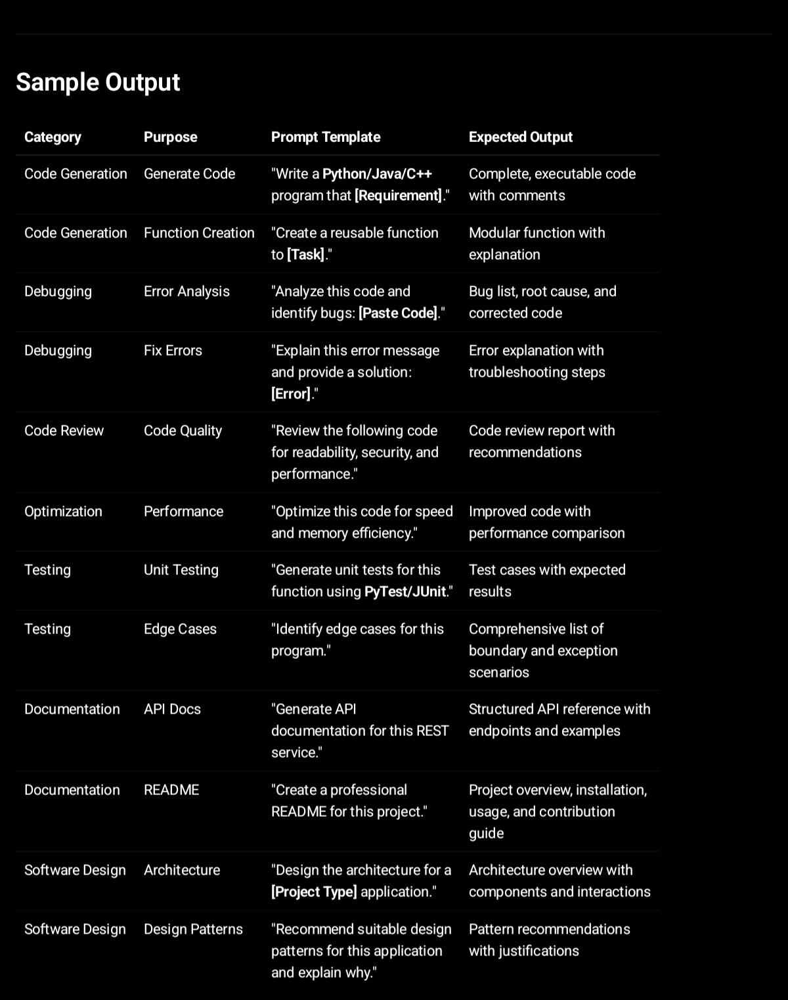 Sample Output
Category Purpose Prompt Template Expected Output
Code Generation Generate Code "Write a Python/Java/C++ Complete, executable code
program that [Requirement]." with comments
Code Generation Function Creation "Create a reusable function Modular function with
to [Task]." explanation
Debugging Error Analysis "Analyze this code and Bug list, root cause, and
identify bugs: [Paste Code]." corrected code
Debugging Fix Errors "Explain this error message Error explanation with
and provide a solution: troubleshooting steps
[Error]."
Code Review Code Quality "Review the following code Code review report with
for readability, security, and recommendations
performance."
Optimization Performance "Optimize this code for speed Improved code with
and memory efficiency." performance comparison
Testing Unit Testing "Generate unit tests for this Test cases with expected
function using PyTest/JUnit." results
Testing Edge Cases "Identify edge cases for this Comprehensive list of
program." boundary and exception
scenarios
Documentation API Docs "Generate API Structured API reference with
documentation for this REST endpoints and examples
service."
Documentation README "Create a professional Project overview, installation,
README for this project." usage, and contribution
guide
Software Design Architecture "Design the architecture for a Architecture overview with
[Project Type] application." components and interactions
Software Design Design Patterns "Recommend suitable design Pattern recommendations
patterns for this application with justifications
and explain why."